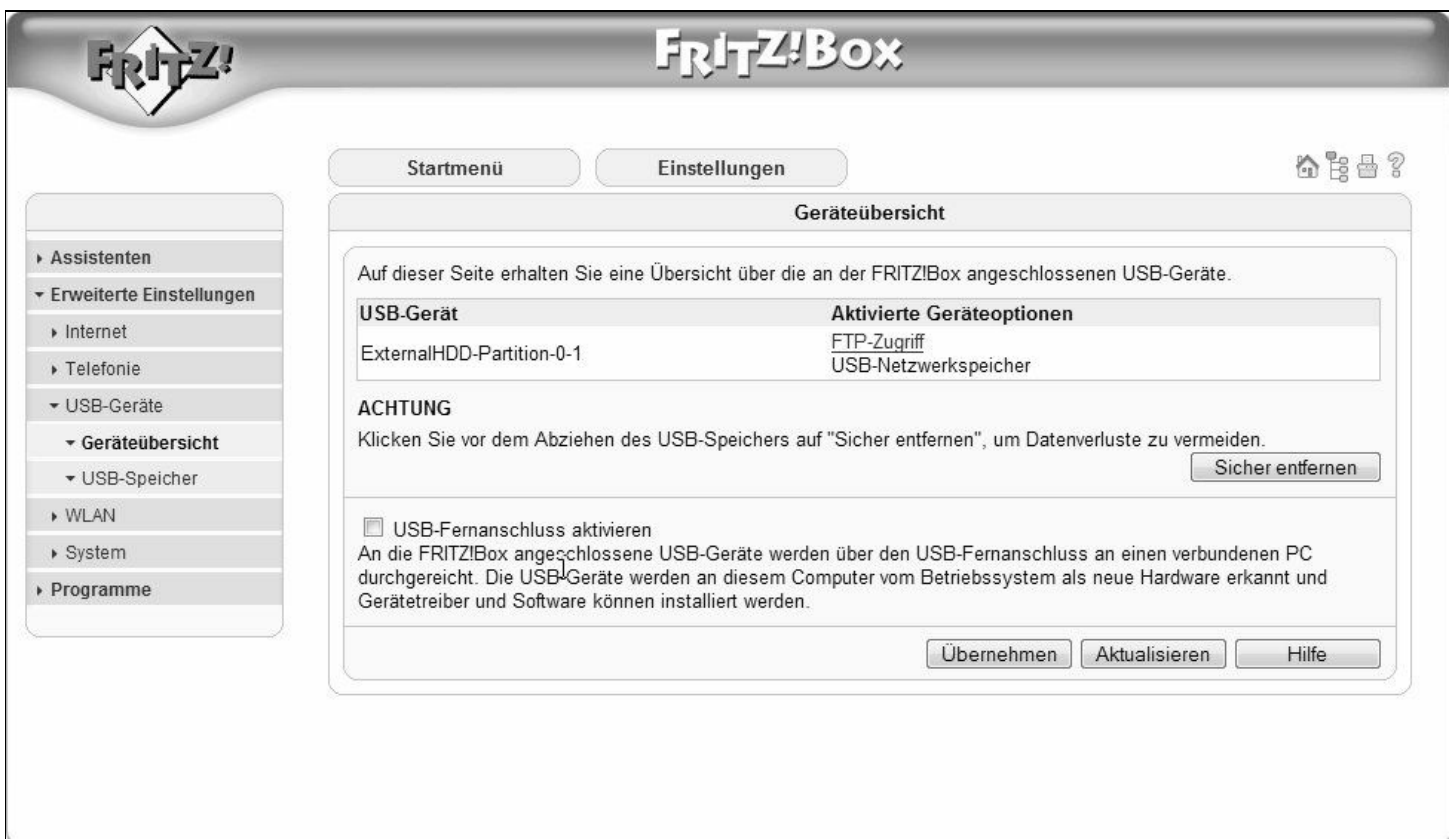 FRITZ!
FRITZ!Box
Startmenü
Einstellungen
Geräteübersicht
Assistenten
Erweiterte Einstellungen
Internet
Telefonie
USB-Geräte
Geräteübersicht
USB-Speicher
WLAN
System
Programme
Auf dieser Seite erhalten Sie eine Übersicht über die an der FRITZ!Box angeschlossenen USB-Geräte.
USB-Gerät Aktivierte Geräteoptionen
ExternalHDD-Partition-0-1 FTP-Zugriff
USB-Netzwerkspeicher
ACHTUNG
Klicken Sie vor dem Abziehen des USB-Speichers auf "Sicher entfernen", um Datenverluste zu vermeiden.
Sicher entfernen
USB-Fernanschluss aktivieren
An die FRITZ!Box angeschlossene USB-Geräte werden über den USB-Fernanschluss an einen verbundenen PC
durchgereicht. Die USB-Geräte werden an diesem Computer vom Betriebssystem als neue Hardware erkannt und
Gerätetreiber und Software können installiert werden.
Übernehmen Aktualisieren Hilfe